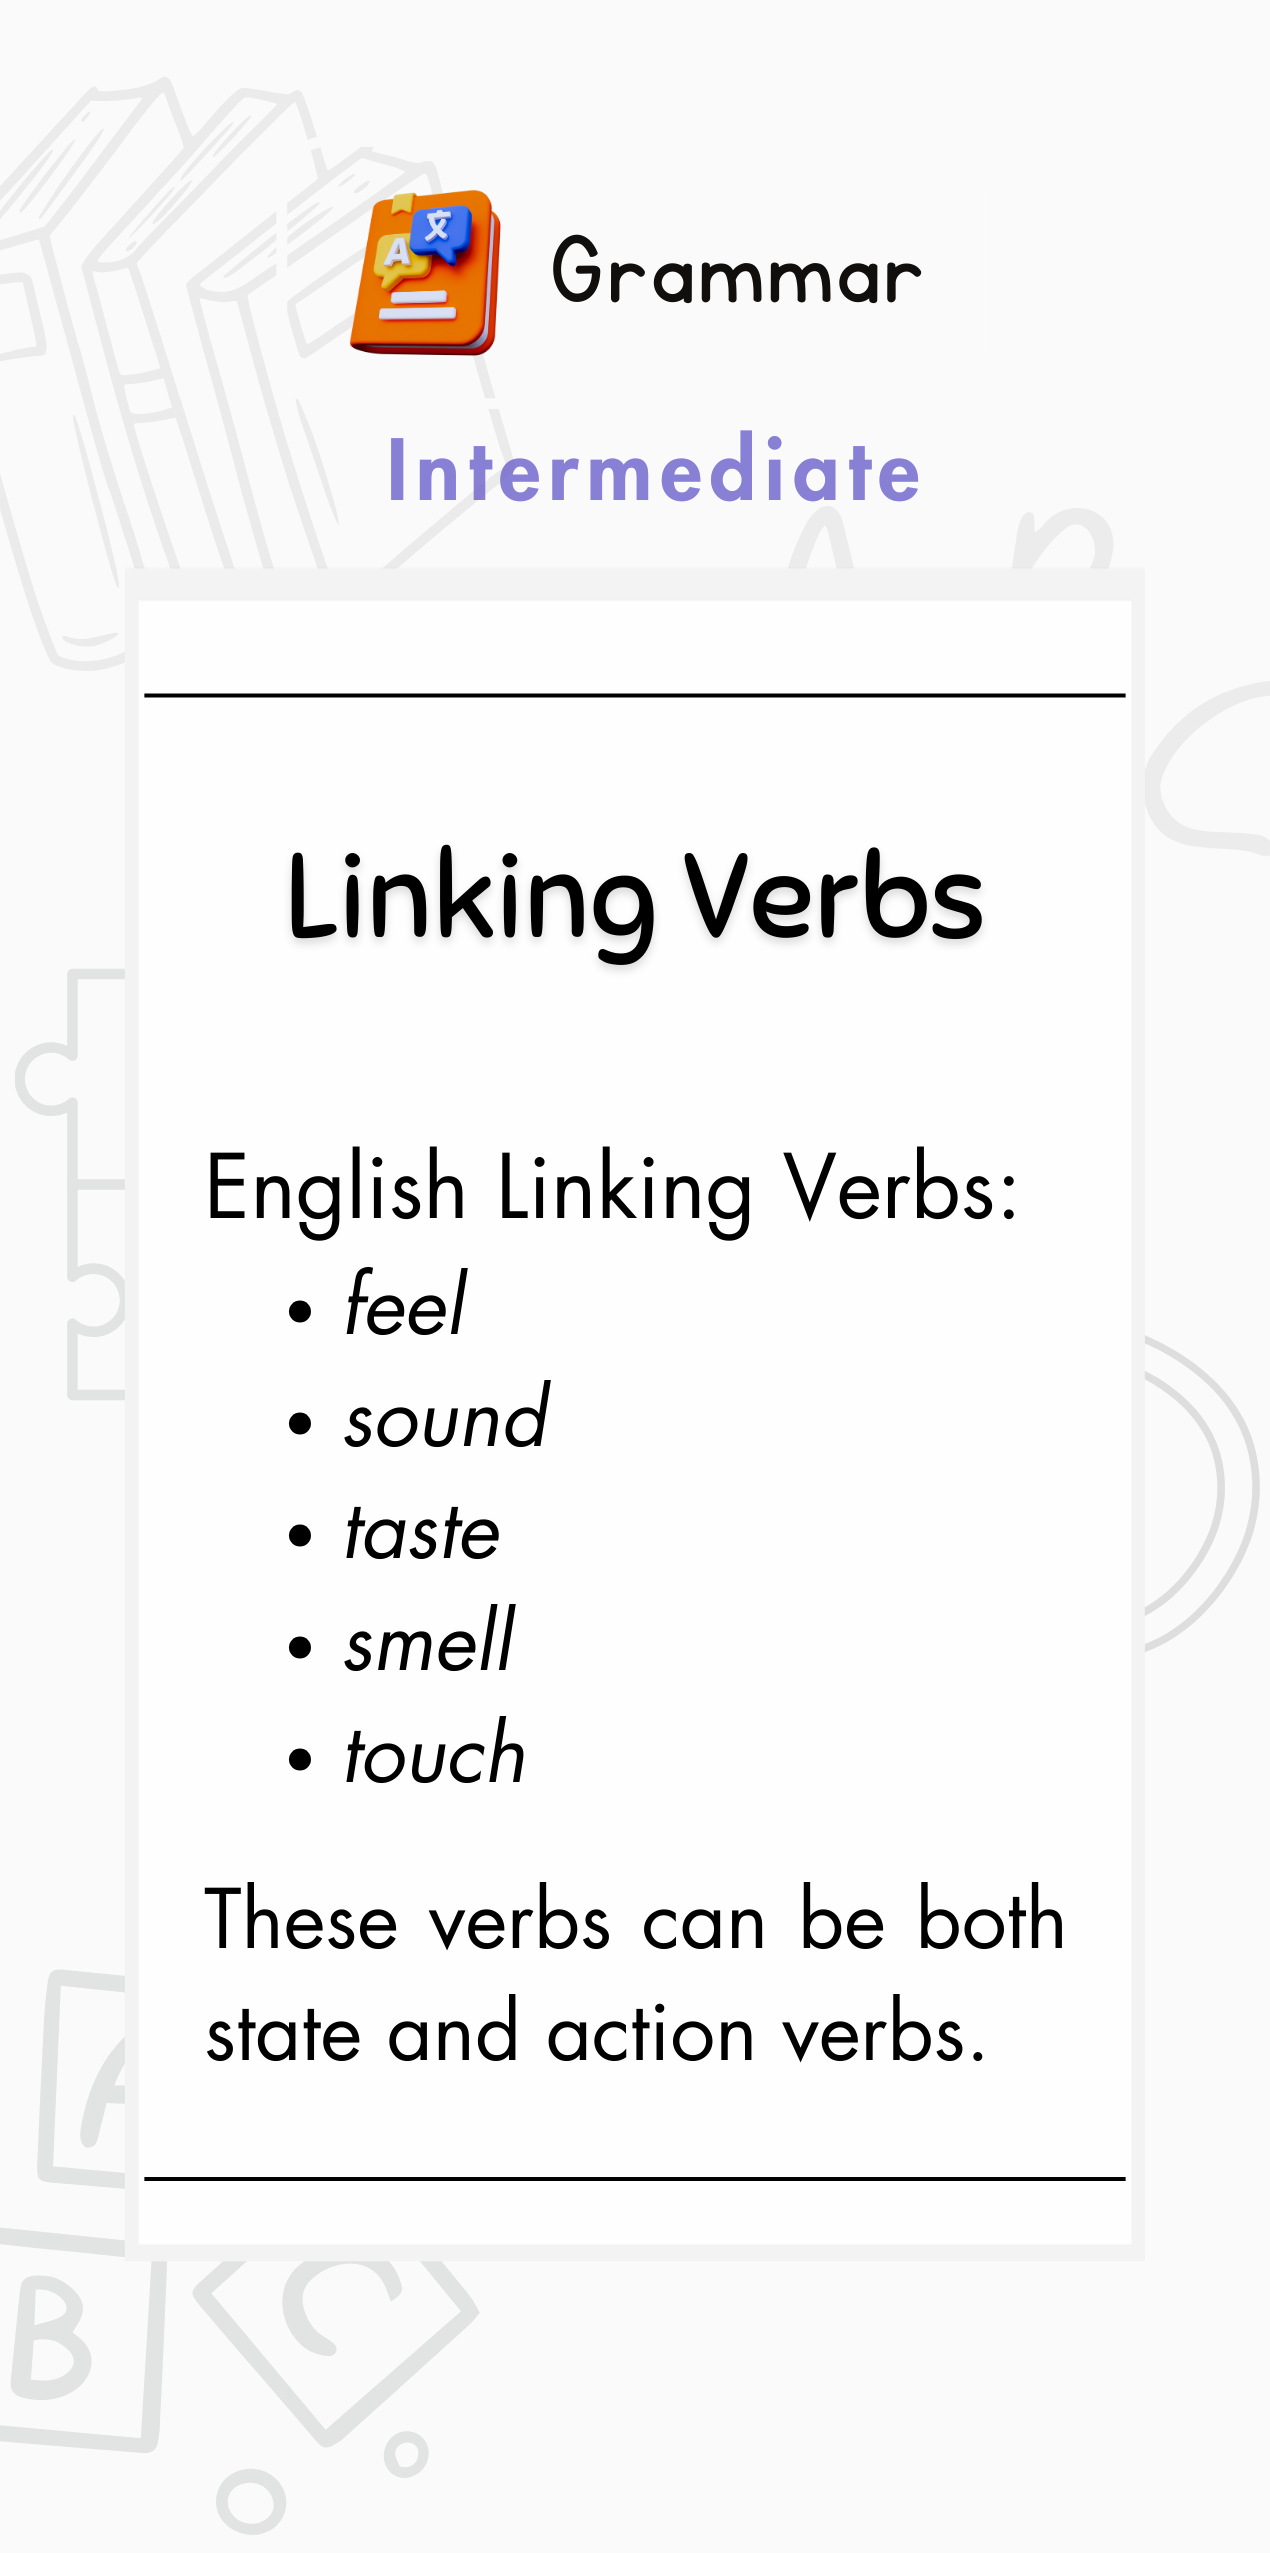 A 文
Grammar
Intermediate
Linking Verbs
English Linking Verbs:
• feel
• sound
• taste
• smell
• touch
These verbs can be both
state and action verbs.
A
B
C